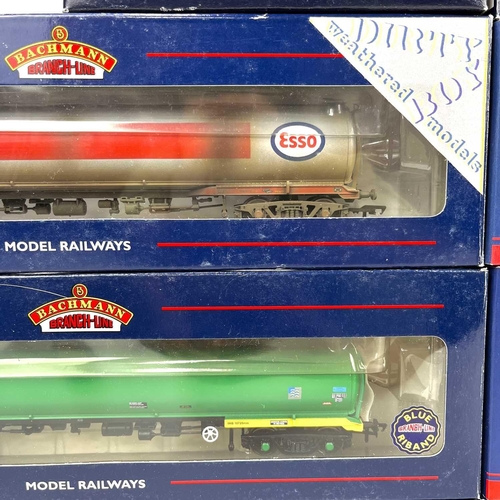 BACHMANN
BRANCH-LINE
DIRTY
BOY
weathered
models
Esso
MODEL RAILWAYS
BACHMANN
BRANCH-LINE
BLUE
BRANCH-LINE
RIBAND
MODEL RAILWAYS